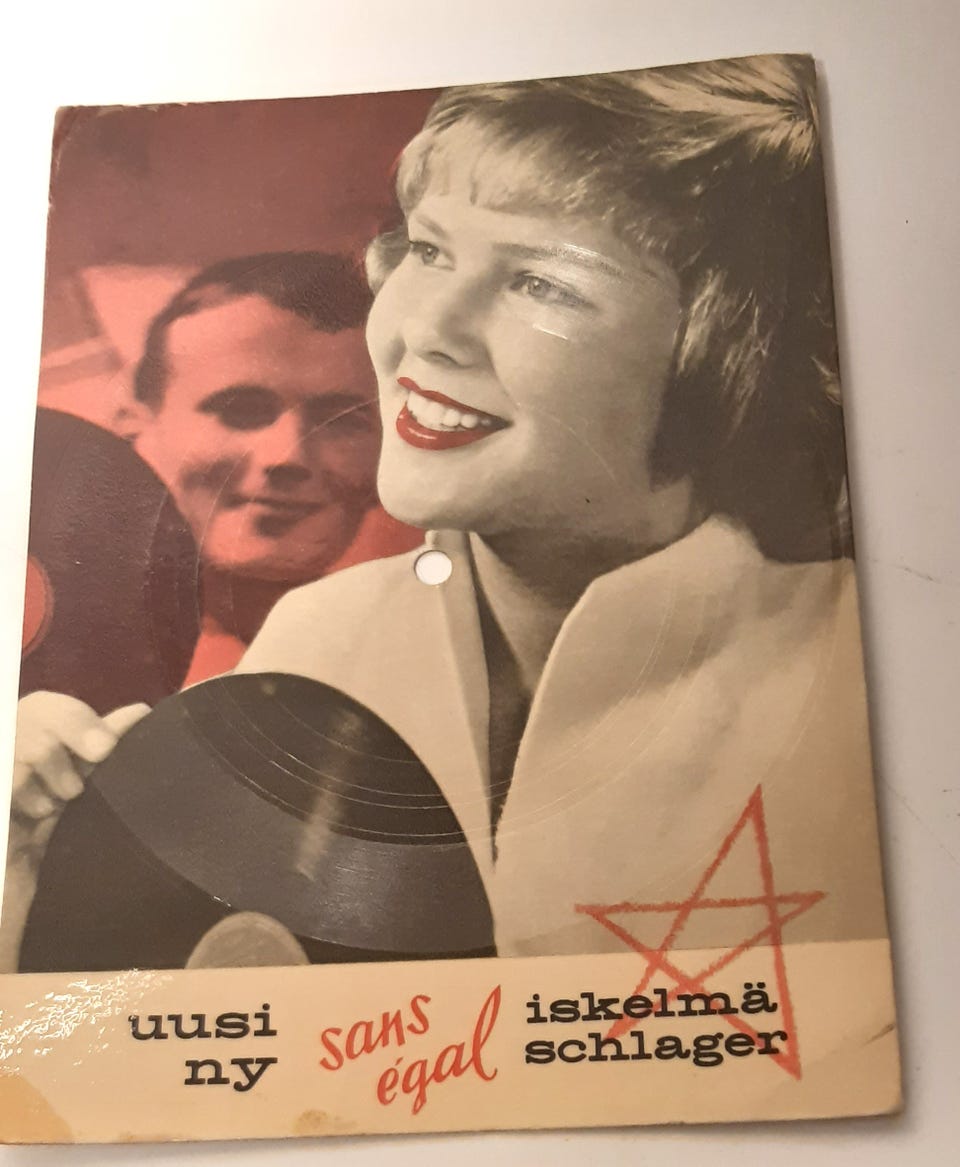 uusi
ny
sans
égal
iskelmä
schlager